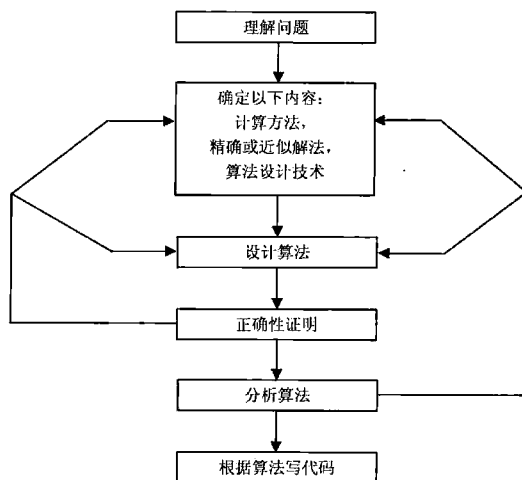 理解问题
确定以下内容:
计算方法,
精确或近似解法,
算法设计技术
设计算法
正确性证明
分析算法
根据算法写代码